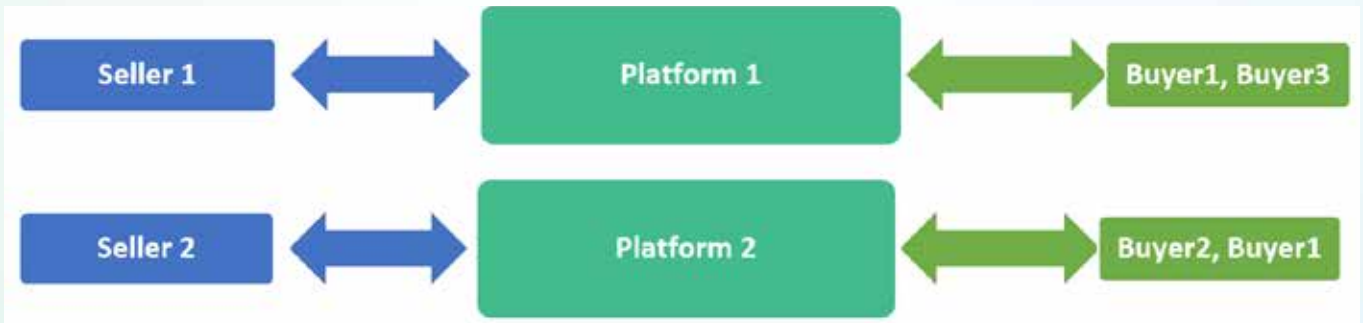 Seller 1
Platform 1
Buyer1, Buyer3
Seller 2
Platform 2
Buyer2, Buyer1